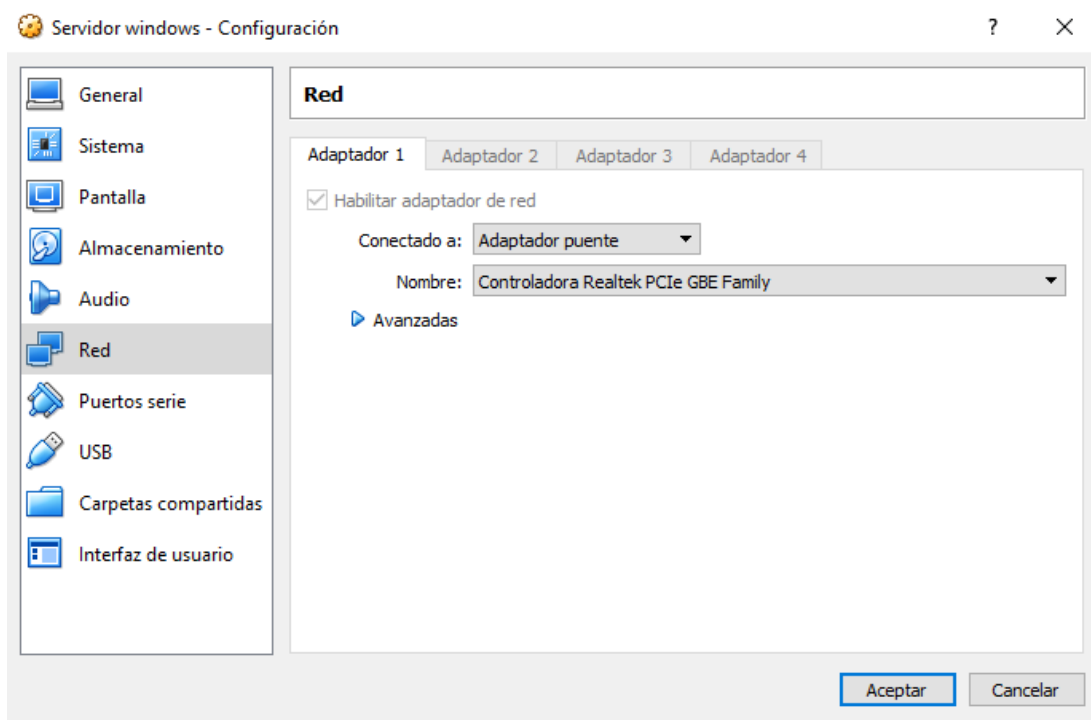 Servidor windows - Configuración
?
General
Sistema
Pantalla
Almacenamiento
Audio
Red
Puertos serie
USB
Carpetas compartidas
Interfaz de usuario
Red
Adaptador 1 Adaptador 2 Adaptador 3 Adaptador 4
Habilitar adaptador de red
Conectado a: Adaptador puente
Nombre: Controladora Realtek PCIe GBE Family
Avanzadas
Aceptar Cancelar